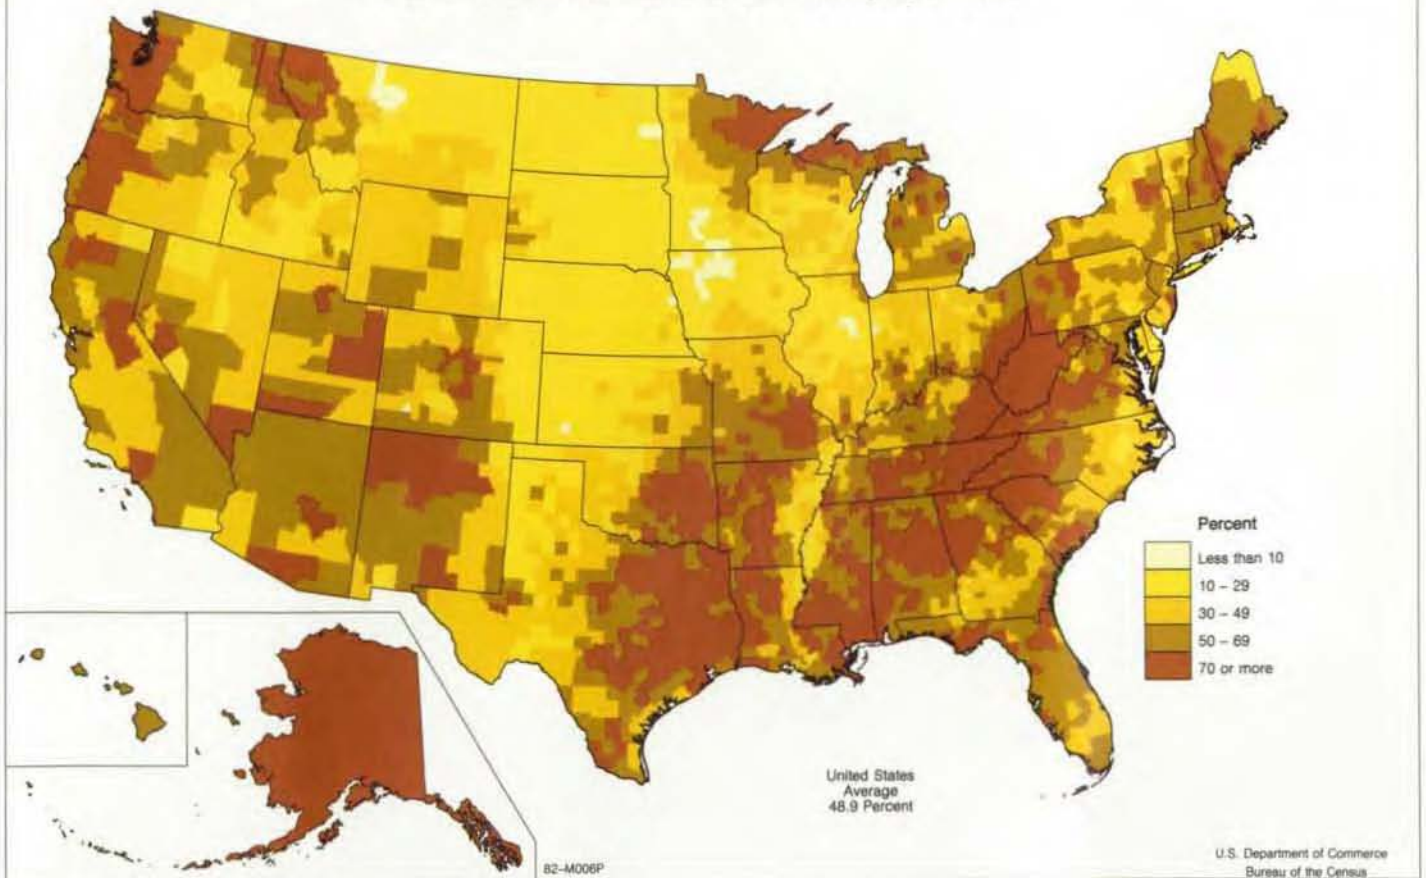 Percent
Less than 10
10 – 29
30 – 49
50 – 69
70 or more
United States
Average
48.9 Percent
82-M006P
U.S. Department of Commerce
Bureau of the Census